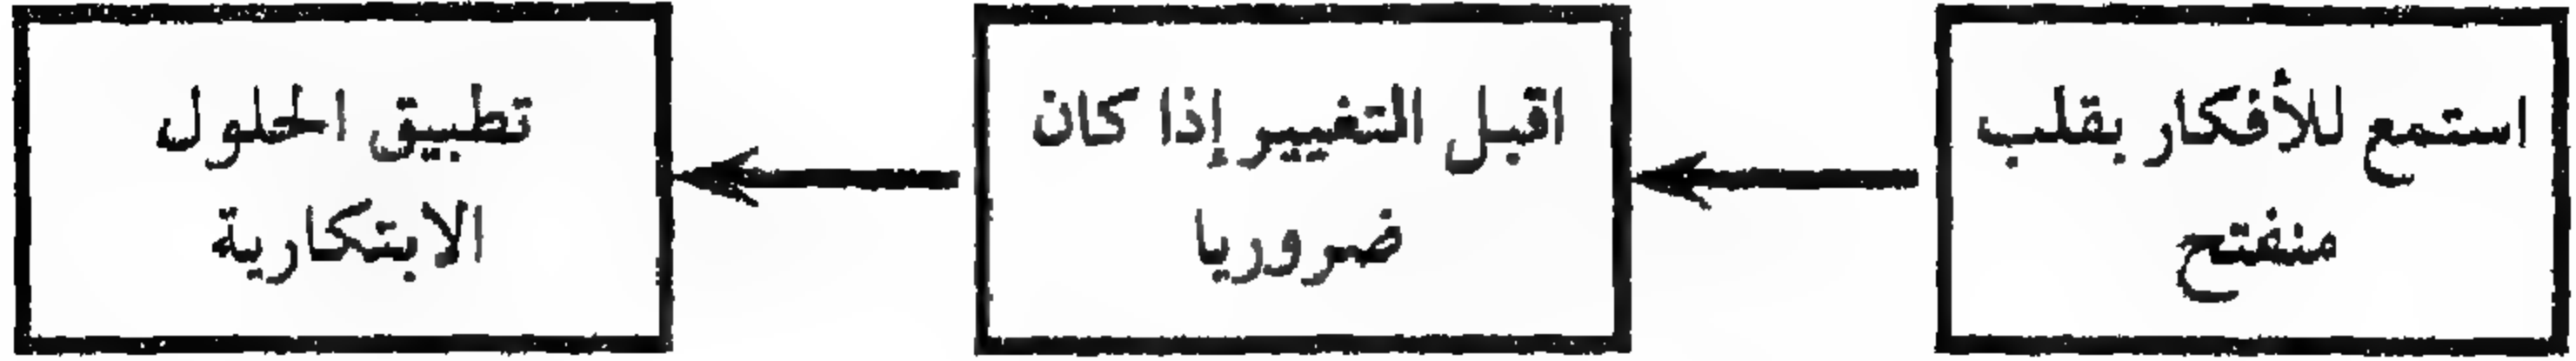 استمع للأفكار بقلب
منفتح
اقبل التغيير إذا كان
ضروريا
تطبيق الحلول
الابتكارية